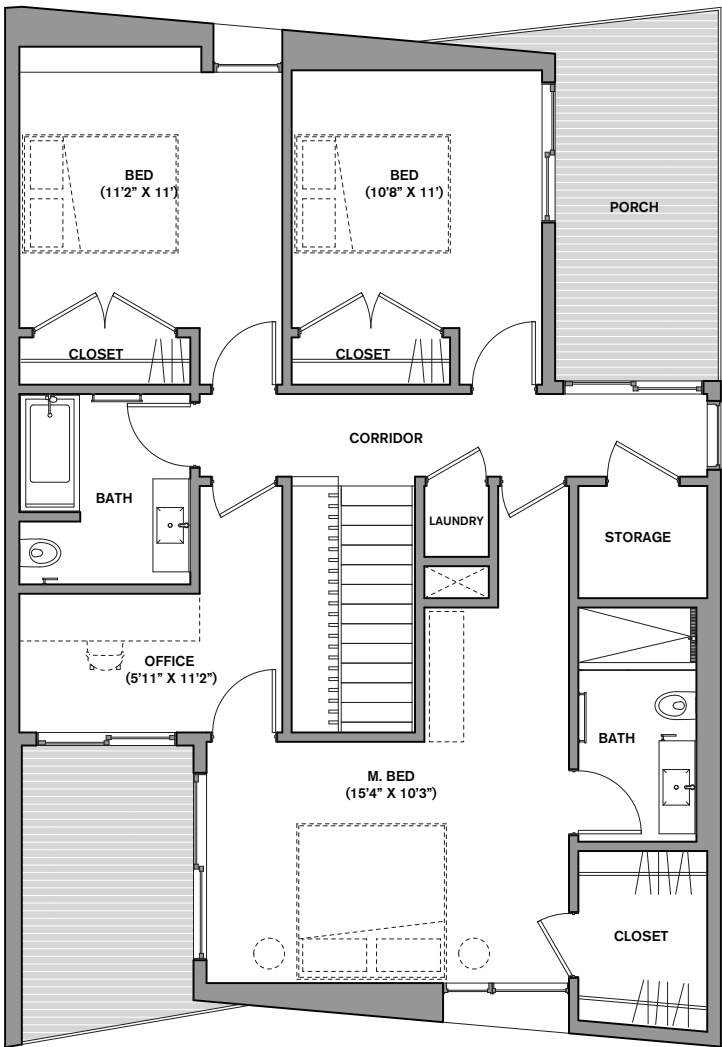 BED
(11’2” X 11’)
BED
(10’8” X 11’)
PORCH
CLOSET
CLOSET
CORRIDOR
BATH
LAUNDRY
STORAGE
OFFICE
(5’11” X 11’2”)
BATH
M. BED
(15’4” X 10’3”)
CLOSET